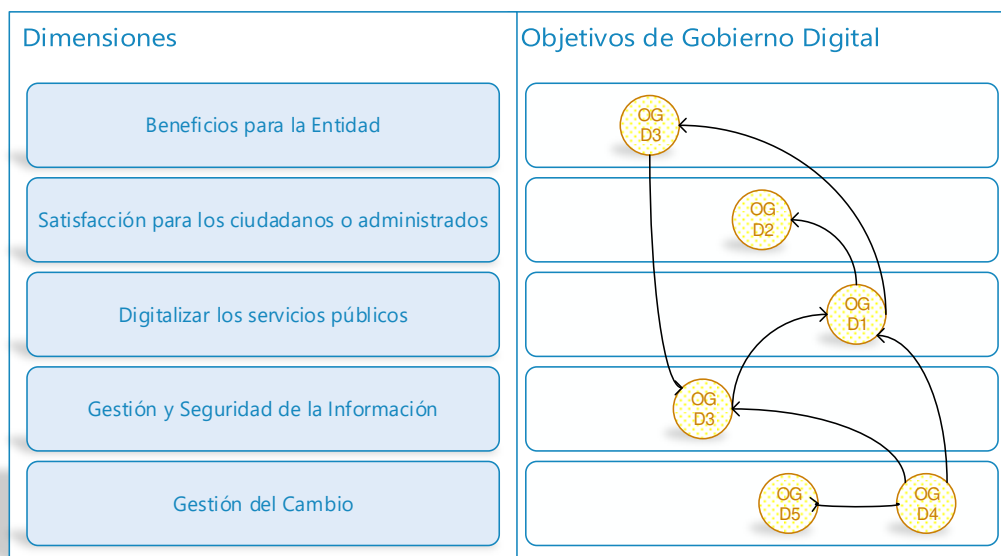 Dimensiones
Objetivos de Gobierno Digital
Beneficios para la Entidad
OG
D3
Satisfacción para los ciudadanos o administrados
OG
D2
Digitalizar los servicios públicos
OG
D1
Gestión y Seguridad de la Información
OG
D3
Gestión del Cambio
OG
D5
OG
D4